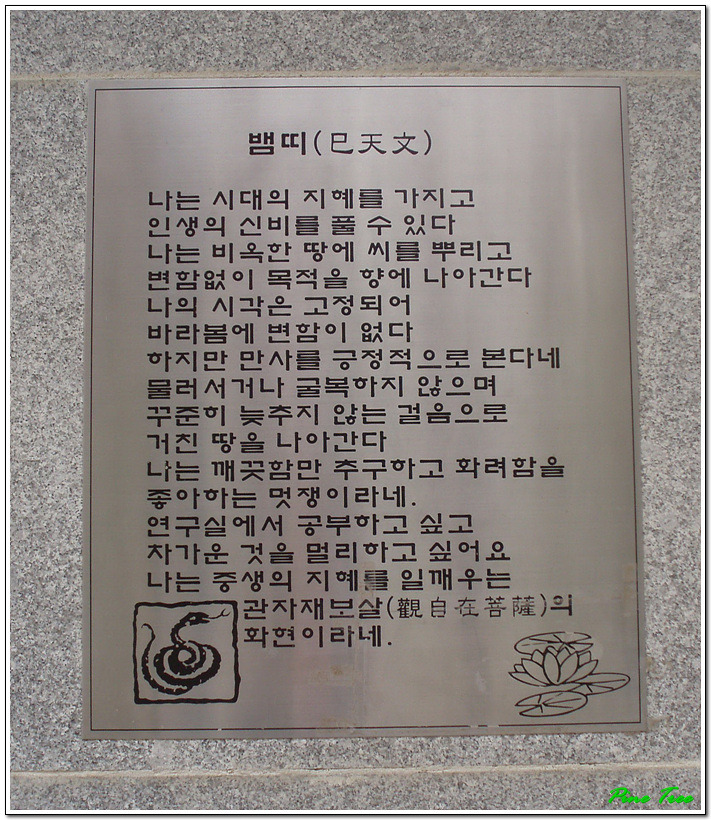 뱀띠(巳天文)
나는 시대의 지혜를 가지고
인생의 신비를 풀 수 있다
나는 비옥한 땅에 씨를 뿌리고
변함없이 목적을 향에 나아간다
나의 시각은 고정되어
바라봄에 변함이 없다
하지만 만사를 긍정적으로 본다네
물러서거나 굴복하지 않으며
꾸준히 늦추지 않는 걸음으로
거친 땅을 나아간다
나는 깨끗함만 추구하고 화려함을
좋아하는 멋쟁이라네.
연구실에서 공부하고 싶고
차가운 것을 멀리하고 싶어요
나는 중생의 지혜를 일깨우는
관자재보살(觀自在菩薩)의
화현이라네.
Pine Tree